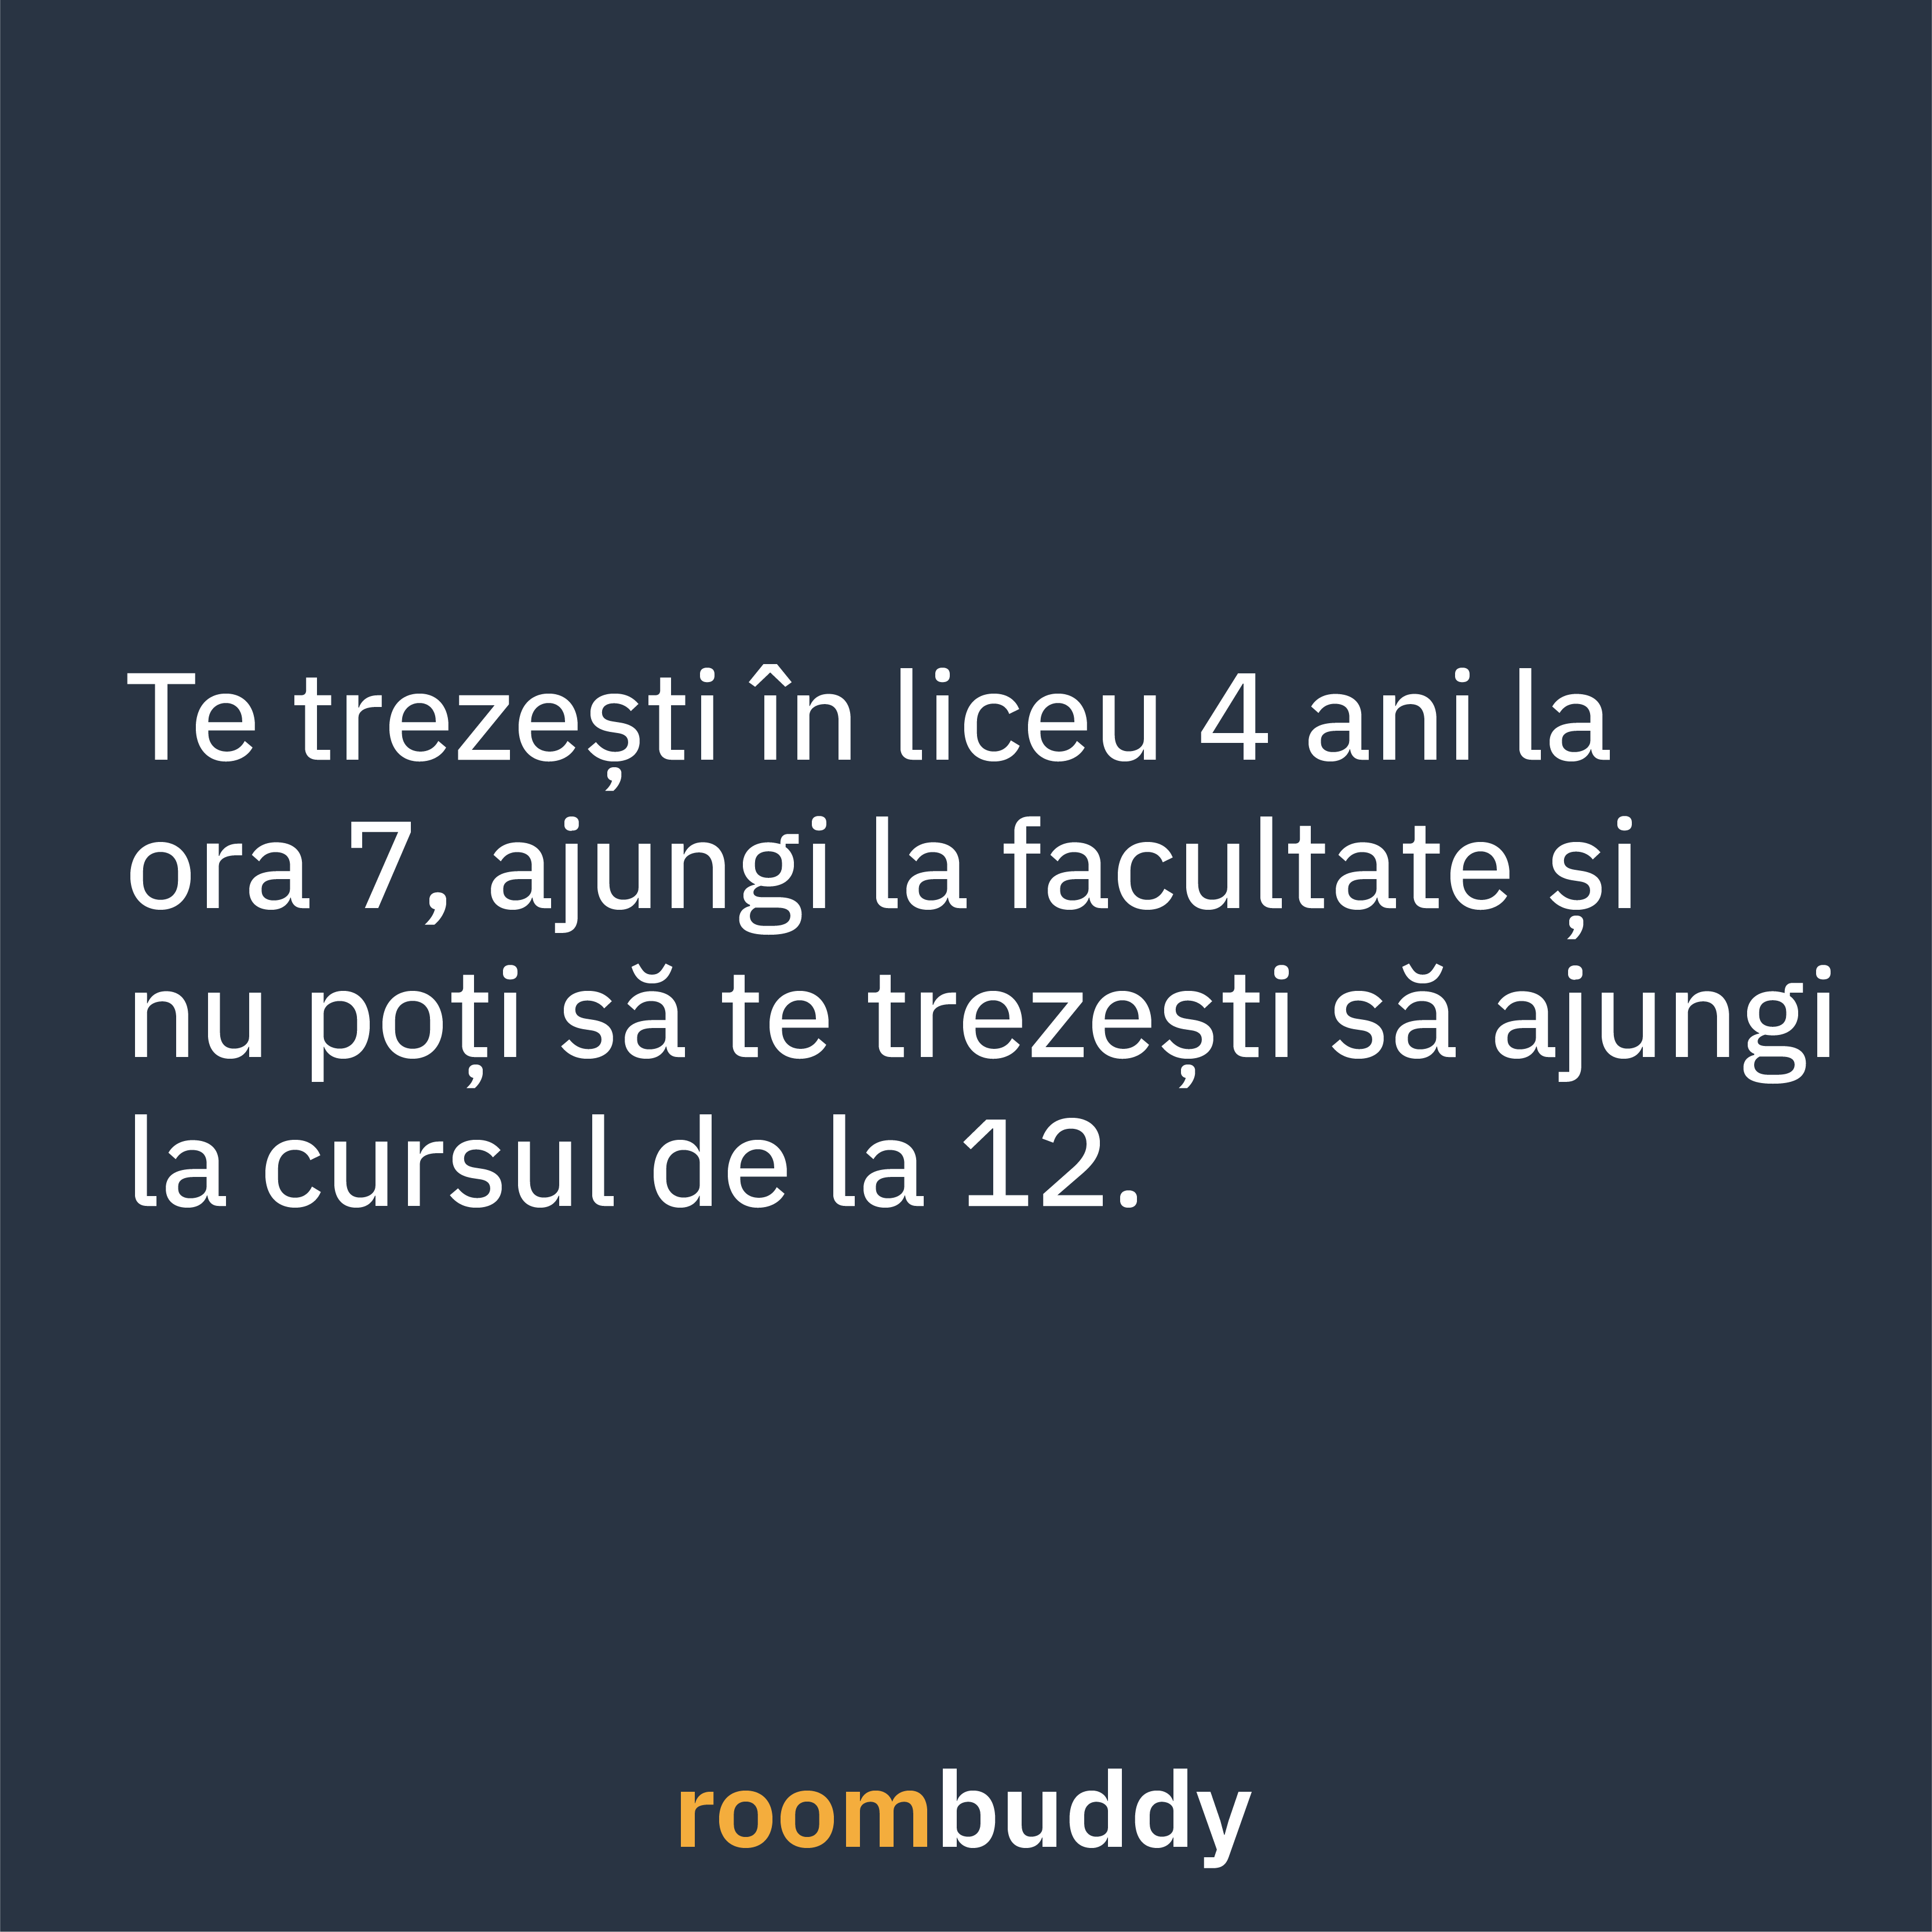 Te trezești în liceu 4 ani la
ora 7, ajungi la facultate și
nu poți să te trezești să ajungi
la cursul de la 12.
roombuddy